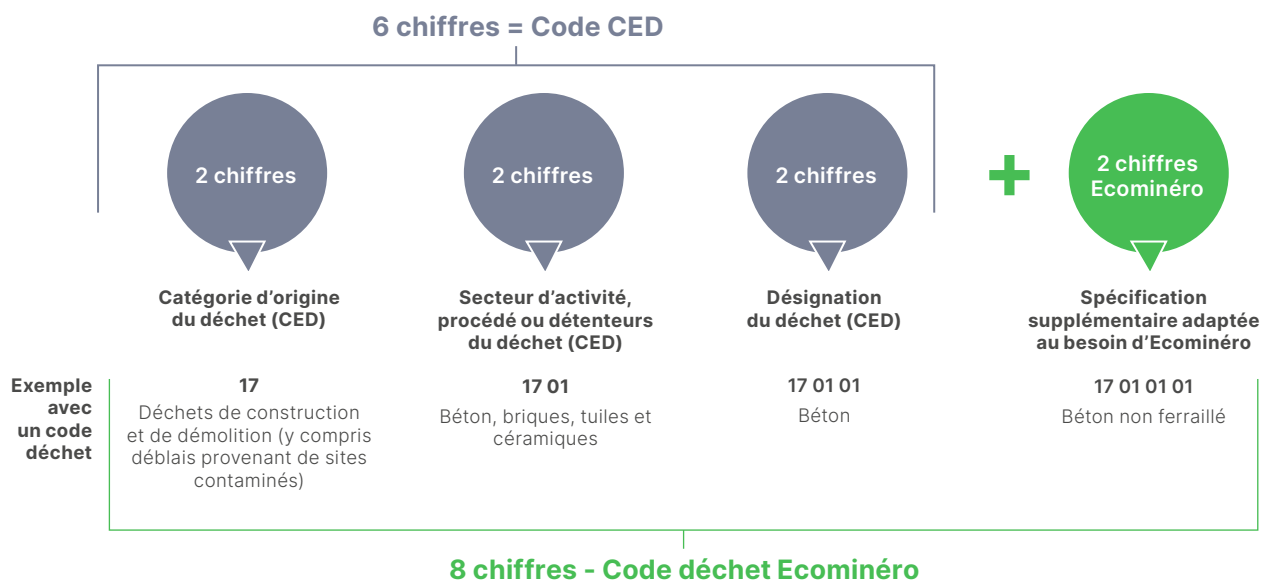 6 chiffres = Code CED
2 chiffres
2 chiffres
2 chiffres
+
2 chiffres
Ecominéro
Catégorie d’origine
du déchet (CED)
Secteur d’activité,
procédé ou détenteurs
du déchet (CED)
Désignation
du déchet (CED)
Spécification
supplémentaire adaptée
au besoin d’Ecominéro
Exemple
avec
un code
déchet
17
Déchets de construction
et de démolition (y compris
déblais provenant de sites
contaminés)
17 01
Béton, briques, tuiles et
céramiques
17 01 01
Béton
17 01 01 01
Béton non ferraillé
8 chiffres - Code déchet Ecominéro